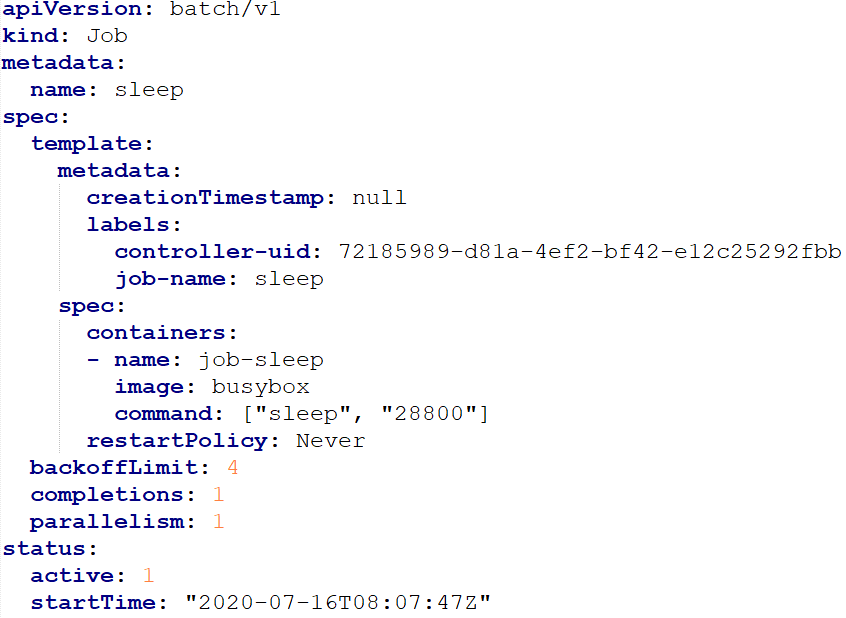 apiVersion: batch/v1
kind: Job
metadata:
  name: sleep
spec:
  template:
    metadata:
      creationTimestamp: null
      labels:
        controller-uid: 72185989-d81a-4ef2-bf42-e12c25292fbb
        job-name: sleep
    spec:
      containers:
      - name: job-sleep
        image: busybox
        command: ["sleep", "28800"]
      restartPolicy: Never
  backoffLimit: 4
  completions: 1
  parallelism: 1
status:
  active: 1
  startTime: "2020-07-16T08:07:47Z"